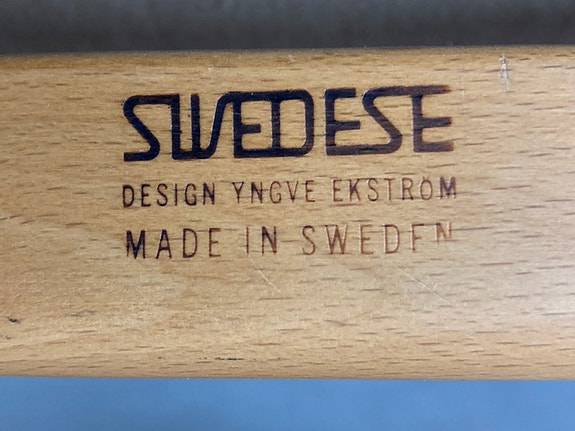 SWEDESE
DESIGN YNGVE EKSTRÖM
MADE IN SWEDEN